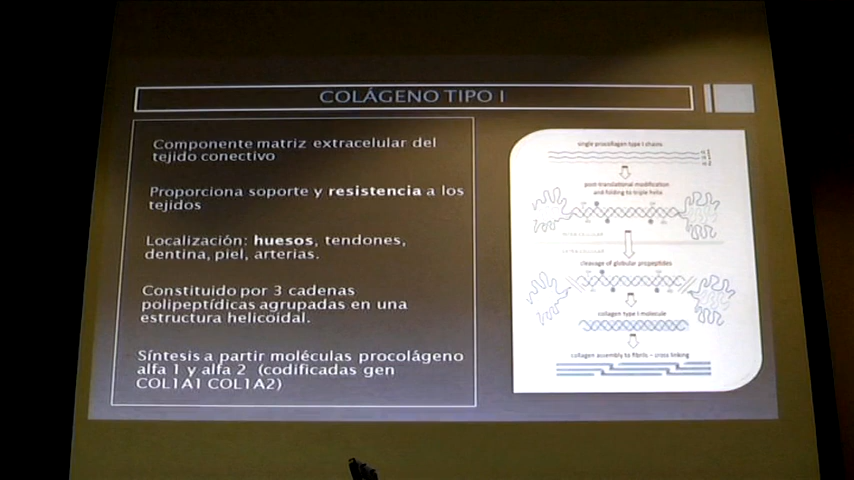 COLÁGENO TIPO I
Componente matriz extracelular del
tejido conectivo
Proporciona soporte y resistencia a los
tejidos
Localización: huesos, tendones,
dentina, piel, arterias.
Constituido por 3 cadenas
polipeptídicas agrupadas en una
estructura helicoidal.
Síntesis a partir moléculas procolágeno
alfa 1 y alfa 2 (codificadas gen
COL1A1 COL1A2)
single procollagen type I chains
post-translational modification
and folding to triple helix
cleavage of globular propeptides
collagen type I molecule
collagen assembly to fibrils - cross linking